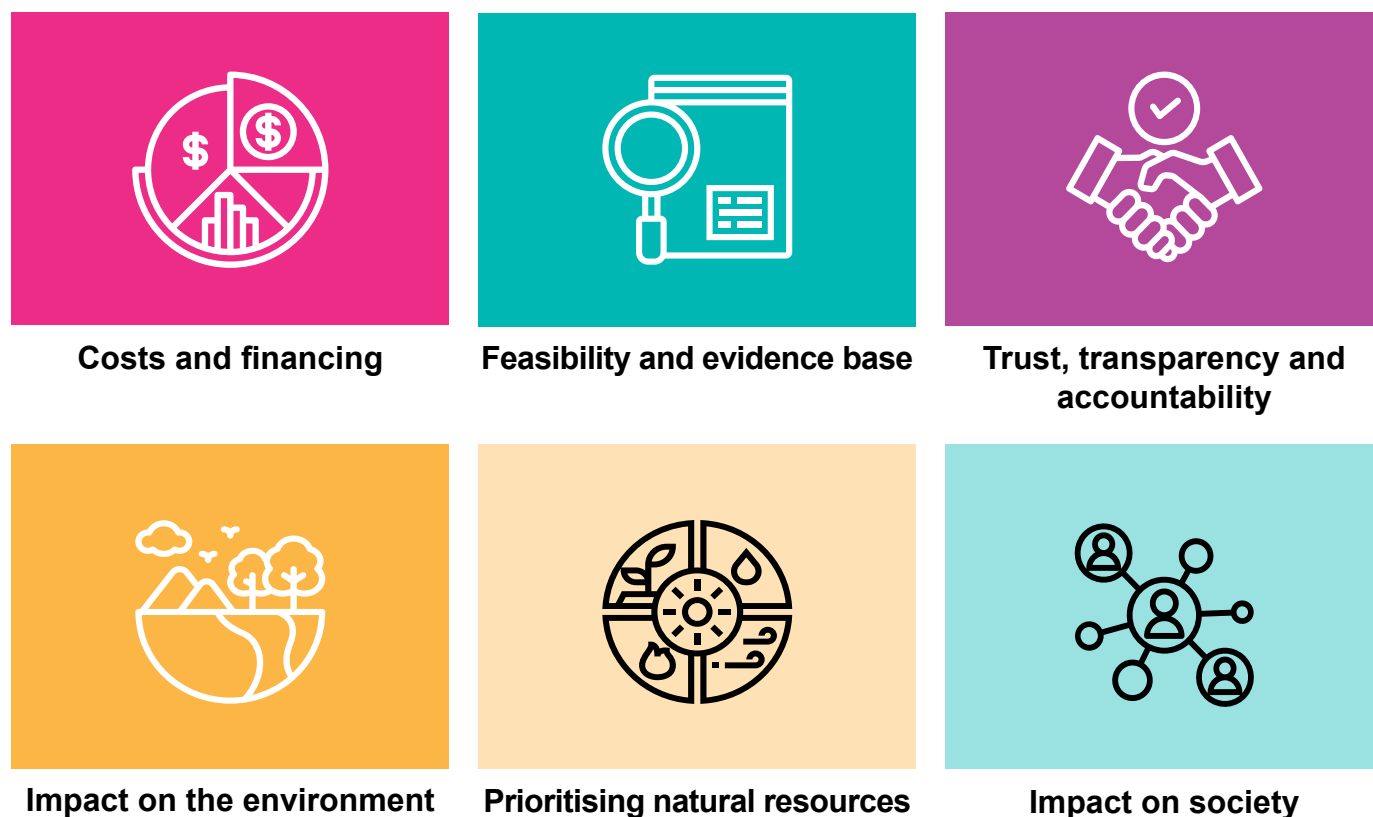 $ $
Costs and financing
Feasibility and evidence base
Trust, transparency and
accountability
Impact on the environment
Prioritising natural resources
Impact on society